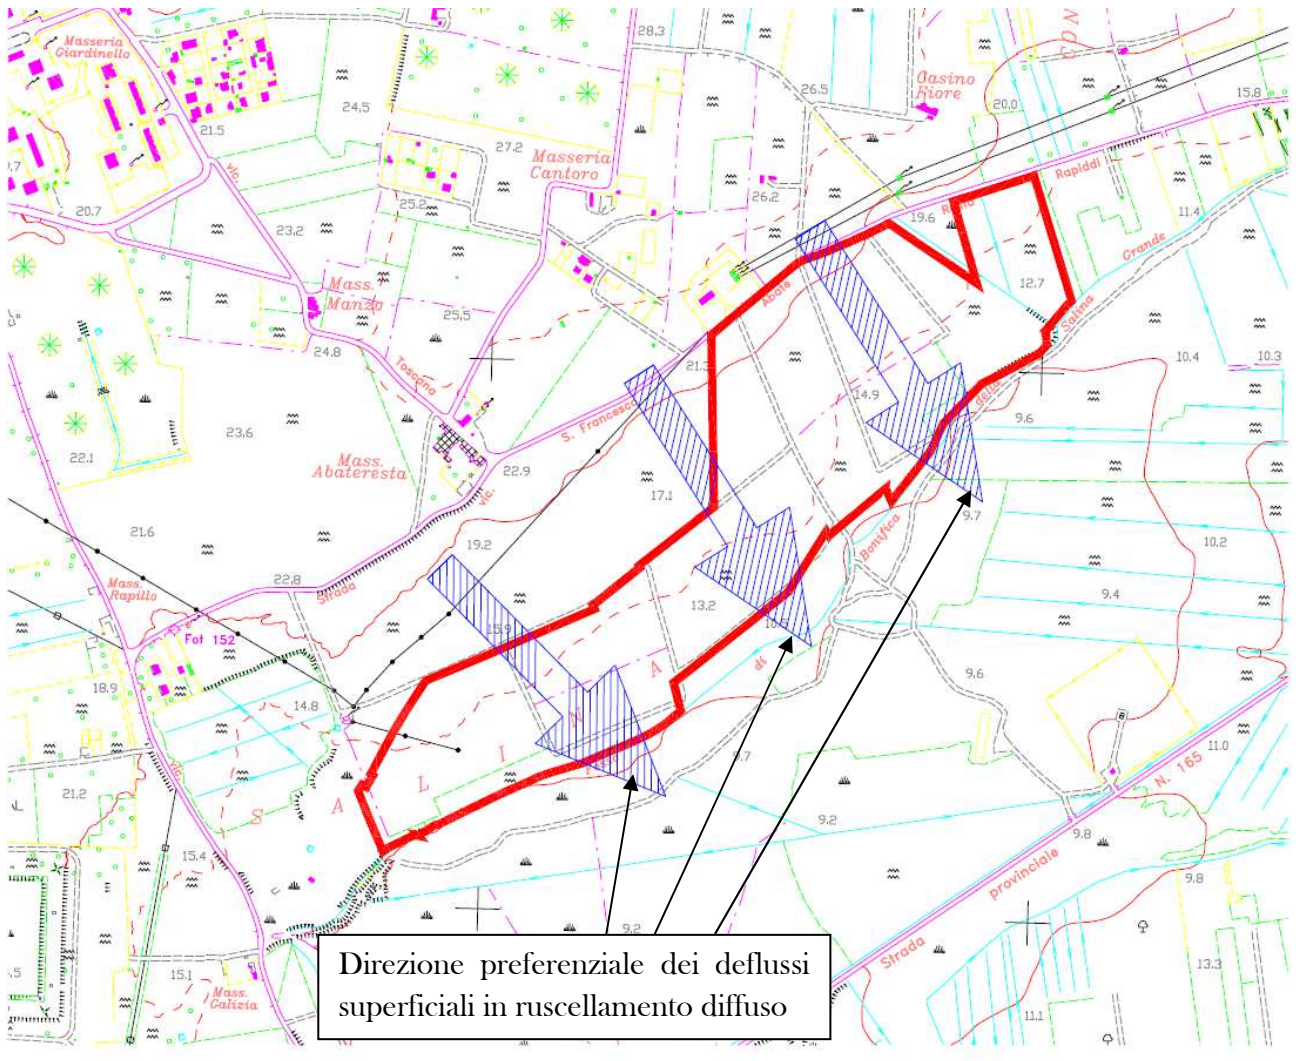 Masseria
Giardinello
28.3
CON
Casino
Fiore
26.5
20.0
15.8
24.5
21.5
27.2
Masseria
Cantoro
Rapiddi
vic.
26.2
25.2
20.7
23.2
19.6
11.4
Grande
Mass.
Manzo
12.7
Abate
Salina
25.5
24.8
Toscana
10.4
10.3
21.3
14.9
della
S. Francesco
9.6
23.6
22.1
Mass.
Abateresta
22.9
17.1
vic.
9.7
21.6
19.2
Bonifica
10.2
Mass.
Rapillo
22.8
Strada
13.2
9.4
Fot 152
15.9
di
9.6
18.9
14.8
A
N
I
L
A
S
9.7
11.0
N. 165
vic.
21.2
9.2
9.8
15.4
provinciale
9.8
9.2
Strada
15.1
Mass.
Calizia
13.3
11.1
Direzione preferenziale dei deflussi
superficiali in ruscellamento diffuso